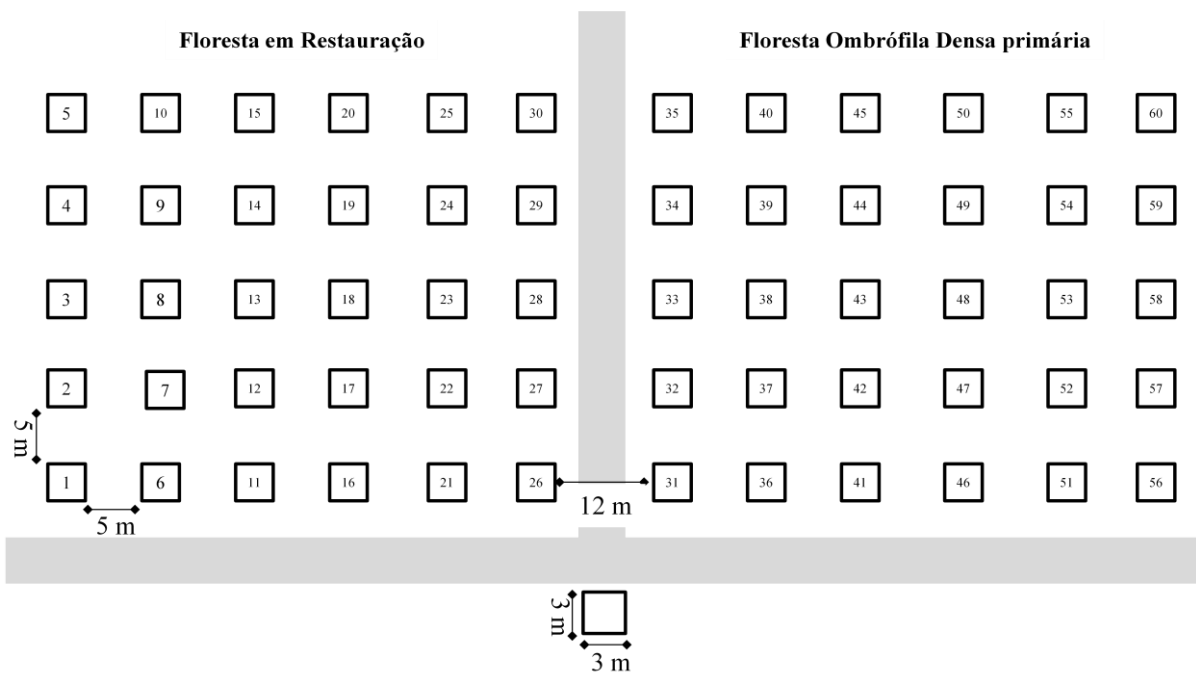 Floresta em Restauração
Floresta Ombrófila Densa primária
5 10 15 20 25 30 35 40 45 50 55 60
4 9 14 19 24 29 34 39 44 49 54 59
3 8 13 18 23 28 33 38 43 48 53 58
2 7 12 17 22 27 32 37 42 47 52 57
5 m
1 6 11 16 21 26 31 36 41 46 51 56
5 m
12 m
3 m
3 m